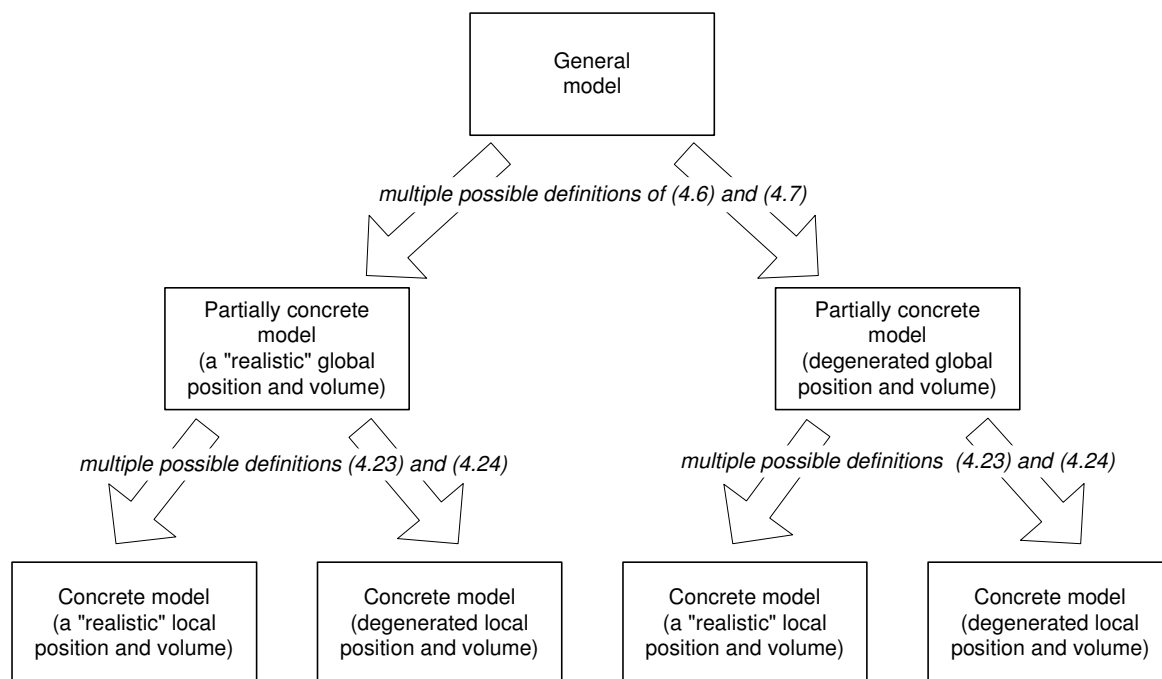 General
model
multiple possible definitions of (4.6) and (4.7)
Partially concrete
model
(a "realistic" global
position and volume)
Partially concrete
model
(degenerated global
position and volume)
multiple possible definitions (4.23) and (4.24)
multiple possible definitions  (4.23) and (4.24)
Concrete model
(a "realistic" local
position and volume)
Concrete model
(degenerated local
position and volume)
Concrete model
(a "realistic" local
position and volume)
Concrete model
(degenerated local
position and volume)